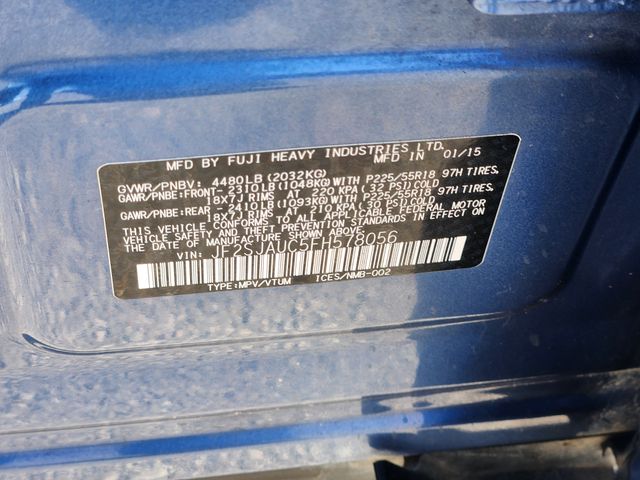 MFD BY FUJI HEAVY INDUSTRIES LTD.
MFD IN 01/15
GVWR/PNBV: 4480LB (2032KG)
GAWR/PNBE:FRONT- 2310LB(1048KG)WITH P225/55R18 97H TIRES,
18X7J RIMS AT 220 KPA (32 PSI)COLD
GAWR/PNBE:REAR - 2410LB(1093KG)WITH P225/55R18 97H TIRES,
18X7J RIMS AT 210 KPA (30 PSI)COLD
THIS VEHICLE CONFORMS TO ALL APPLICABLE FEDERAL MOTOR
VEHICLE SAFETY AND THEFT PREVENTION STANDARDS IN
EFFECT ON THE DATE OF MANUFACTURE SHOWN ABOVE.
VIN: JF2SJAUC5FH578056
TYPE:MPV/VTUM ICES/NMB-002